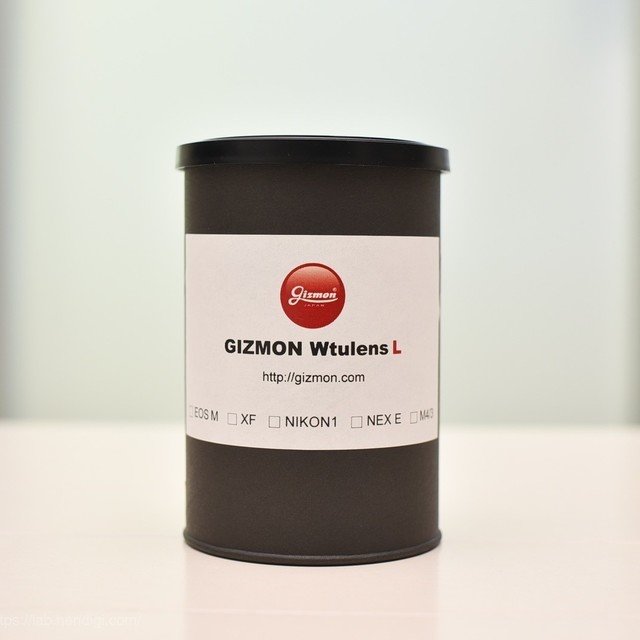 gizmon
JAPAN
GIZMON Wtulens L
http://gizmon.com
☐ EOS M ☐ XF ☐ NIKON1 ☐ NEX E ☐ M4/3